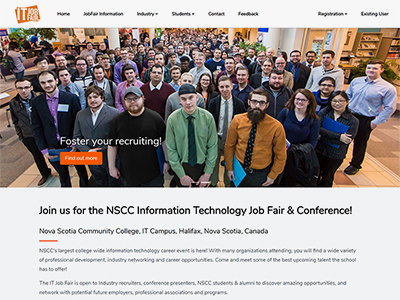 IT JOB FAIR
Home
JobFair Information
Industry
Students
Contact
Feedback
Registration
Existing User
Foster your recruiting!
Find out more
Join us for the NSCC Information Technology Job Fair & Conference!
Nova Scotia Community College, IT Campus, Halifax, Nova Scotia, Canada
NSCC's largest college wide information technology career event is here! With many organizations attending, you will find a wide variety
of professional development, industry networking and career opportunities. Come and meet some of the best upcoming talent the school
has to offer!
The IT Job Fair is open to Industry recruiters, conference presenters, NSCC students & alumni to discover amazing opportunities, and
network with potential future employers, professional associations and programs.